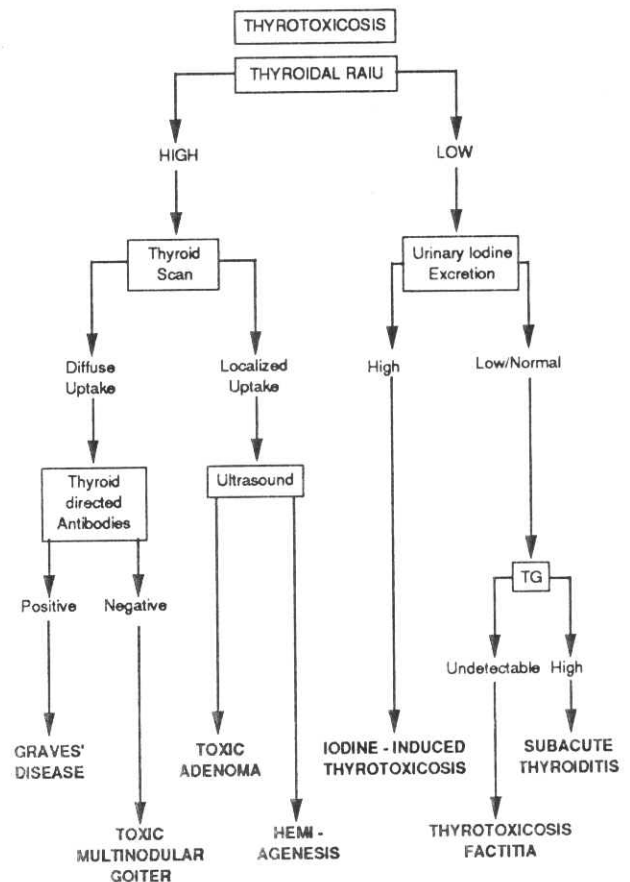 THYROTOXICOSIS
THYROIDAL RAIU
HIGH
LOW
Thyroid
Scan
Urinary Iodine
Excretion
Diffuse
Uptake
Localized
Uptake
High
Low/Normal
Thyroid
directed
Antibodies
Ultrasound
TG
Positive
Negative
Undetectable
High
GRAVES'
DISEASE
TOXIC
ADENOMA
IODINE - INDUCED
THYROTOXICOSIS
SUBACUTE
THYROIDITIS
TOXIC
MULTINODULAR
GOITER
HEMI -
AGENESIS
THYROTOXICOSIS
FACTITIA